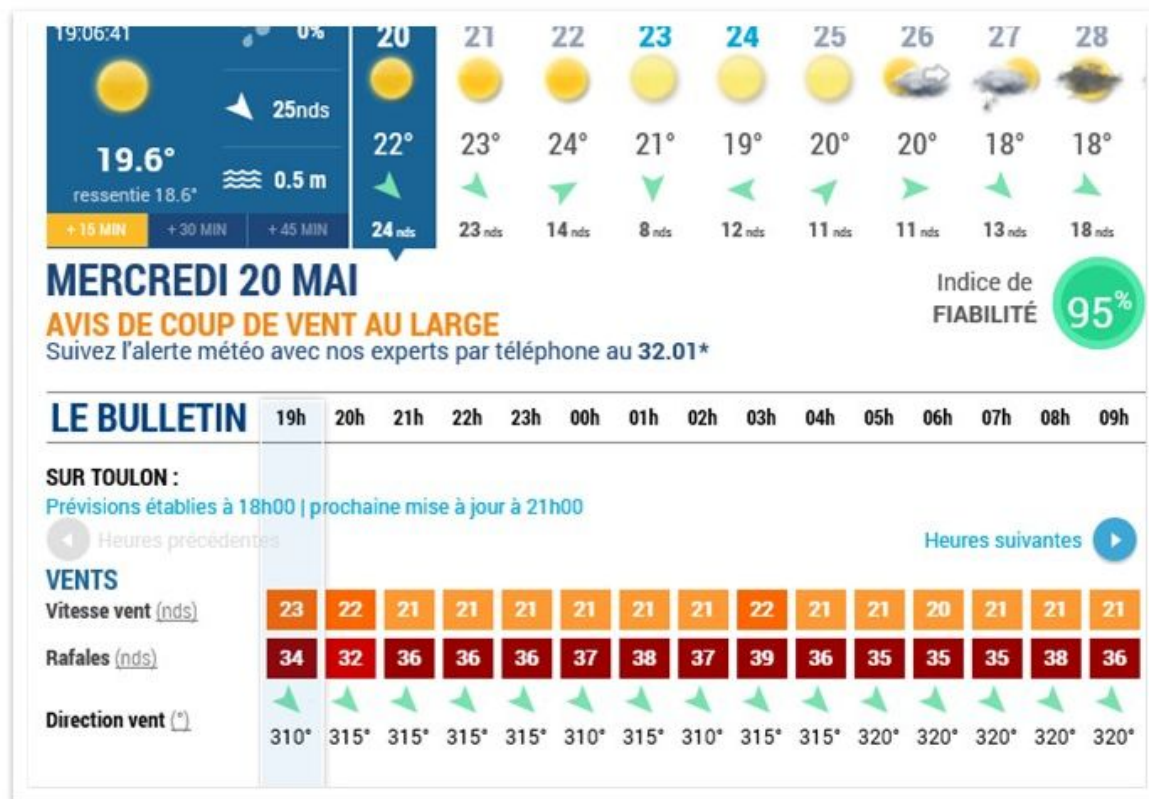 19:06:41 0% 20 21 22 23 24 25 26 27 28
25nds
19.6° 22° 23° 24° 21° 19° 20° 20° 18° 18°
ressentie 18.6° 0.5 m
+ 15 MIN + 30 MIN + 45 MIN 24 nds 23 nds 14 nds 8 nds 12 nds 11 nds 11 nds 13 nds 18 nds
MERCREDI 20 MAI
AVIS DE COUP DE VENT AU LARGE
Suivez l'alerte météo avec nos experts par téléphone au 32.01*
Indice de
FIABILITÉ 95%
LE BULLETIN 19h 20h 21h 22h 23h 00h 01h 02h 03h 04h 05h 06h 07h 08h 09h
SUR TOULON :
Prévisions établies à 18h00 | prochaine mise à jour à 21h00
Heures précédentes Heures suivantes
VENTS
Vitesse vent (nds) 23 22 21 21 21 21 21 21 22 21 21 20 21 21 21
Rafales (nds) 34 32 36 36 36 37 38 37 39 36 35 35 35 38 36
Direction vent (°) 310° 315° 315° 315° 315° 310° 315° 310° 315° 315° 320° 320° 320° 320° 320°